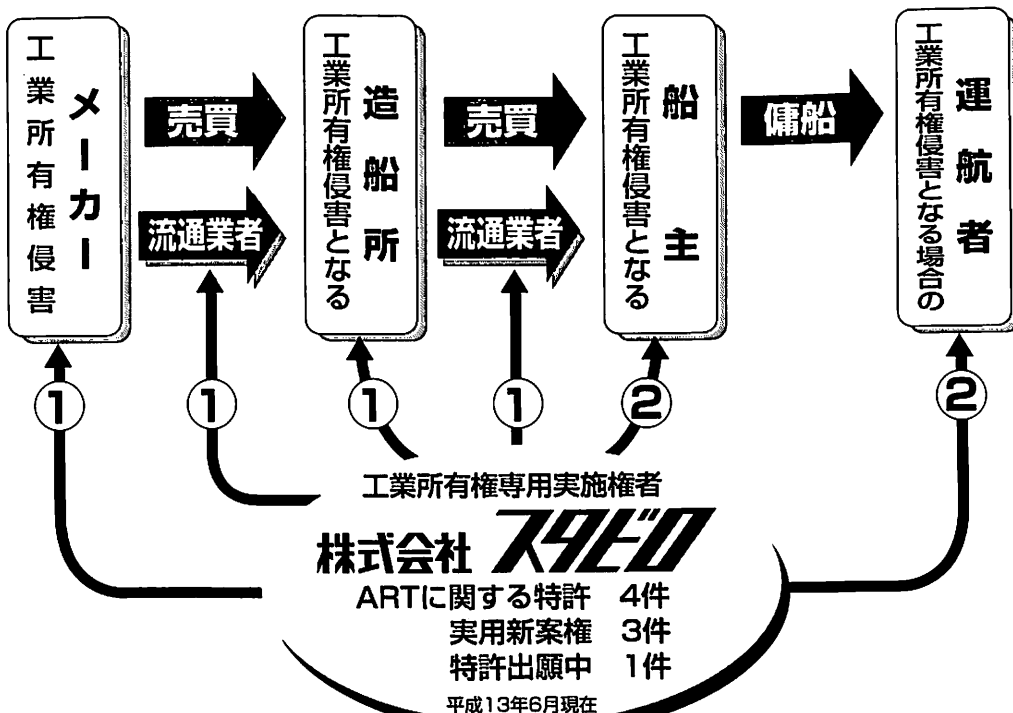 メーカー
工業所有権侵害
売買
流通業者
造船所
工業所有権侵害となる
売買
流通業者
船主
工業所有権侵害となる
傭船
運航者
工業所有権侵害となる場合の
①
①
①
①
②
②
工業所有権専用実施権者
株式会社 スタビロ
ARTに関する特許 4件
実用新案権 3件
特許出願中 1件
平成13年6月現在